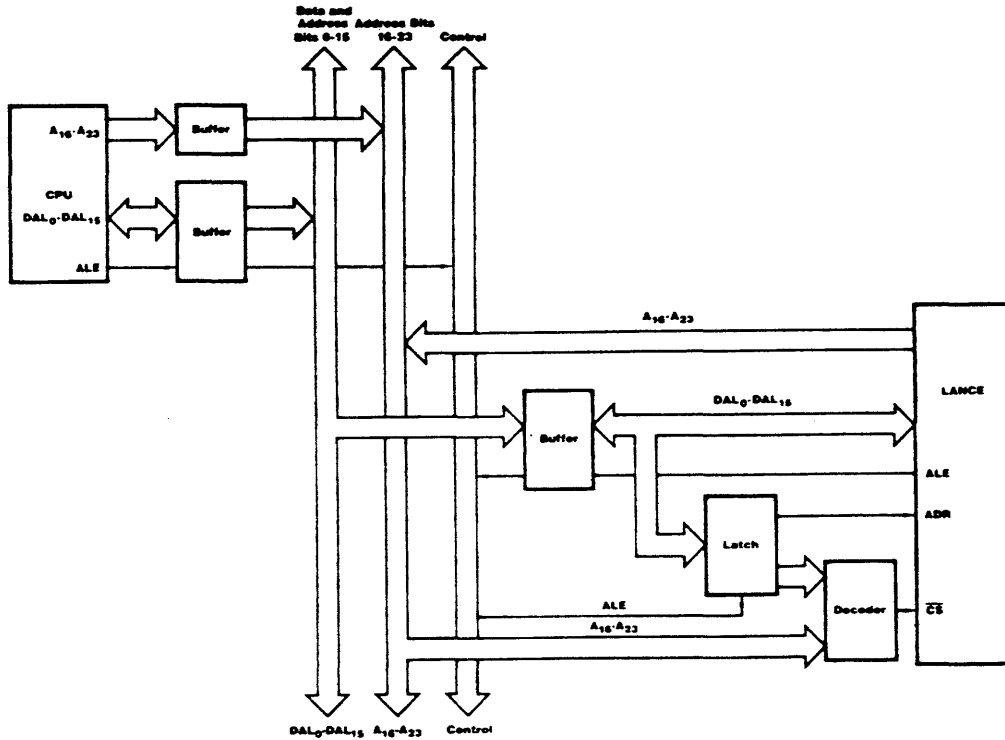 Data and
Address
Bits 0-15
Address Bits
16-23
Control
A16-A23
Buffer
CPU
DAL0-DAL15
Buffer
ALE
A16-A23
LANCE
DAL0-DAL15
Buffer
ALE
ADR
Latch
ALE
Decoder
CS
A16-A23
DAL0-DAL15
A16-A23
Control